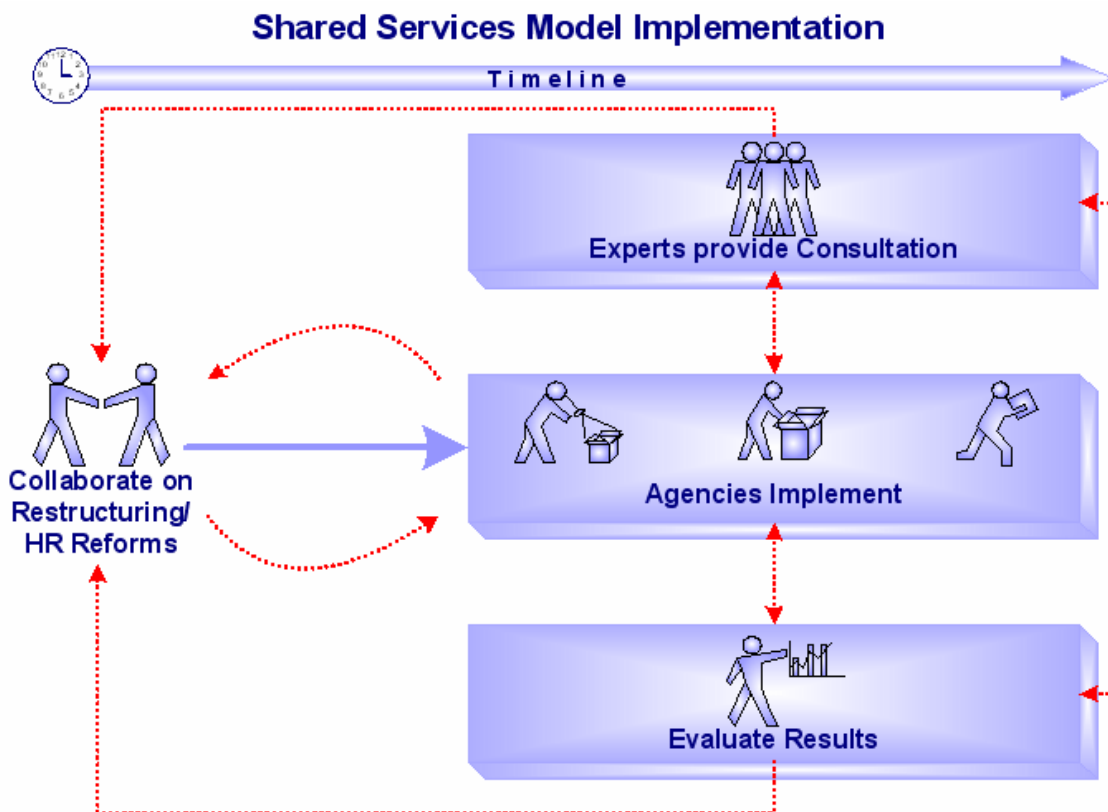 Shared Services Model Implementation
Timeline
Experts provide Consultation
Collaborate on
Restructuring/
HR Reforms
Agencies Implement
Evaluate Results